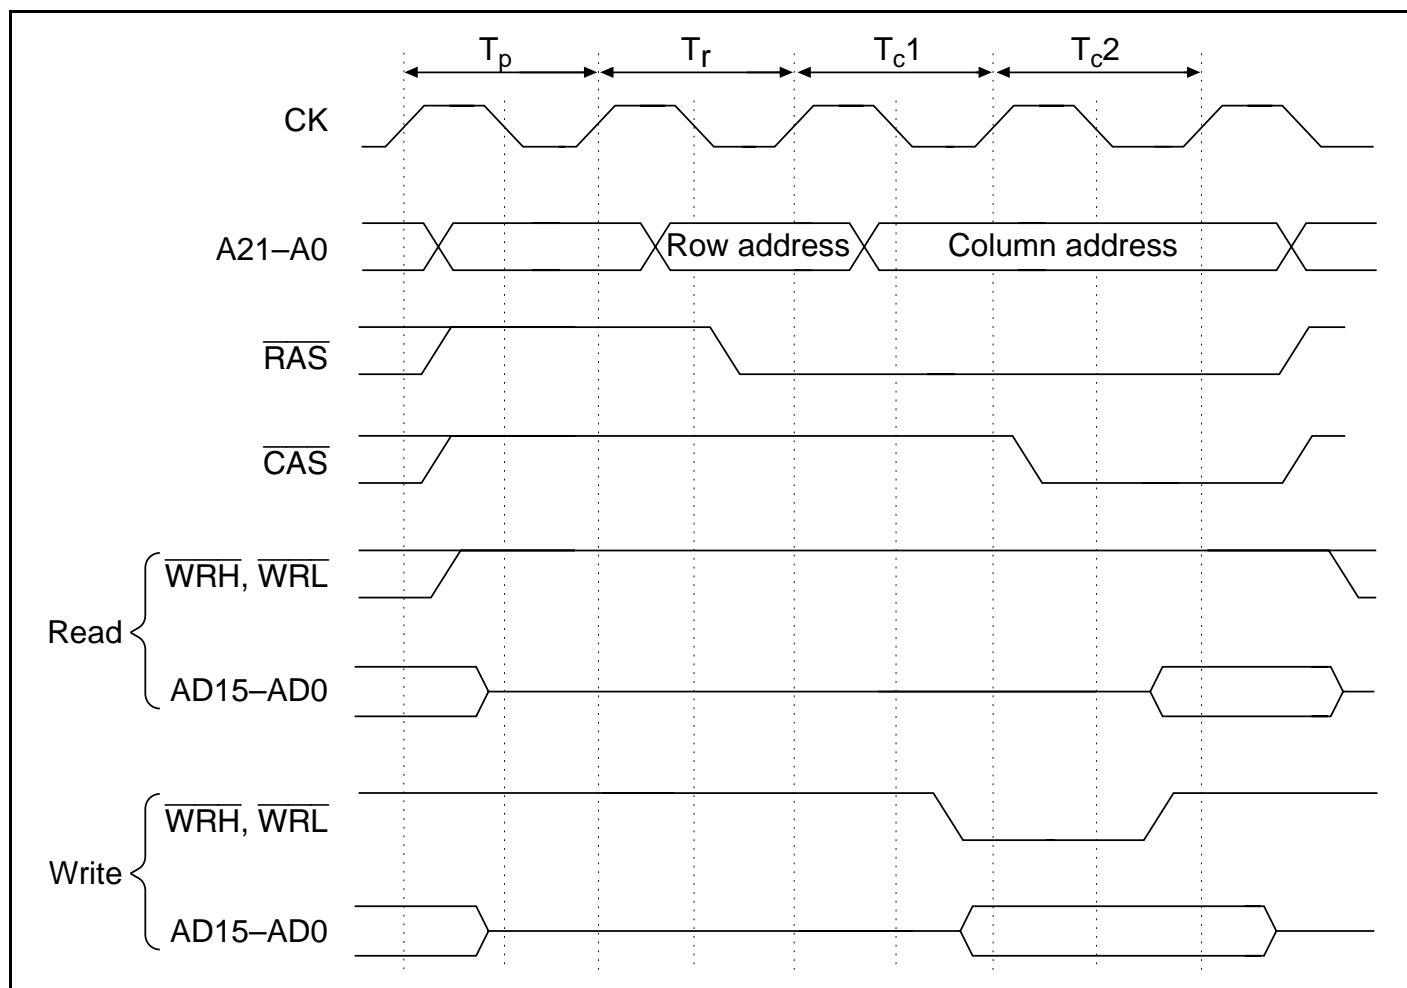 Tp Tr Tc1 Tc2
CK
A21–A0 Row address Column address
RAS
CAS
WRH, WRL
Read
AD15–AD0
WRH, WRL
Write
AD15–AD0